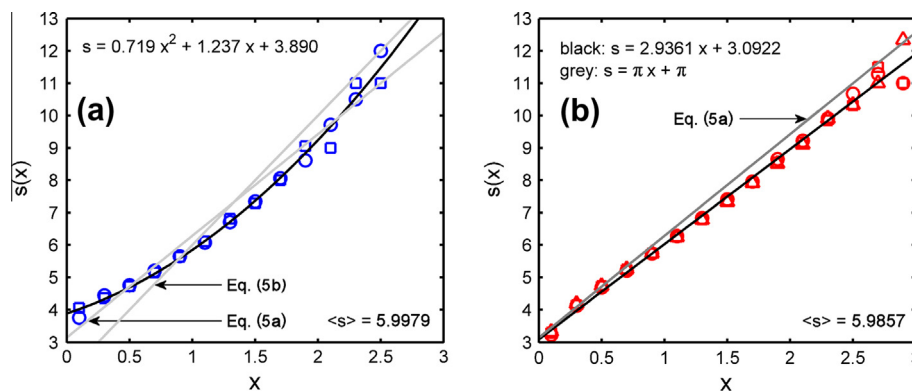 (a)
s = 0.719 x² + 1.237 x + 3.890
Eq. (5b)
Eq. (5a)
<s> = 5.9979
s(x)
13
12
11
10
9
8
7
6
5
4
3
0 0.5 1 1.5 2 2.5 3
x
(b)
black: s = 2.9361 x + 3.0922
grey: s = π x + π
Eq. (5a)
<s> = 5.9857
s(x)
13
12
11
10
9
8
7
6
5
4
3
0 0.5 1 1.5 2 2.5 3
x